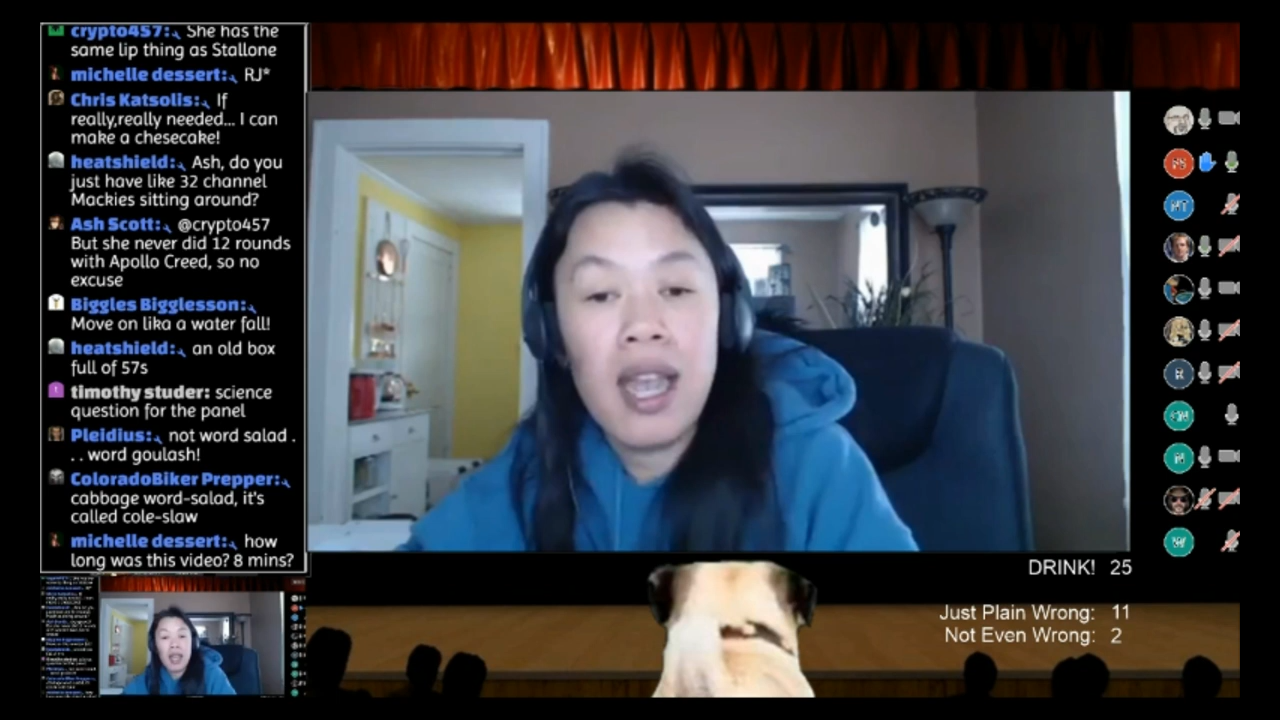 crypto457: She has the
same lip thing as Stallone
michelle dessert: RJ*
Chris Katsolis: If
really,really needed... I can
make a chesecake!
heatshield: Ash, do you
just have like 32 channel
Mackies sitting around?
Ash Scott: @crypto457
But she never did 12 rounds
with Apollo Creed, so no
excuse
Biggles Bigglesson:
Move on lika a water fall!
heatshield: an old box
full of 57s
timothy studer: science
question for the panel
Pleidius: not word salad .
. . word goulash!
ColoradoBiker Prepper:
cabbage word-salad, it's
called cole-slaw
michelle dessert: how
long was this video? 8 mins?
DRINK! 25
Just Plain Wrong: 11
Not Even Wrong: 2